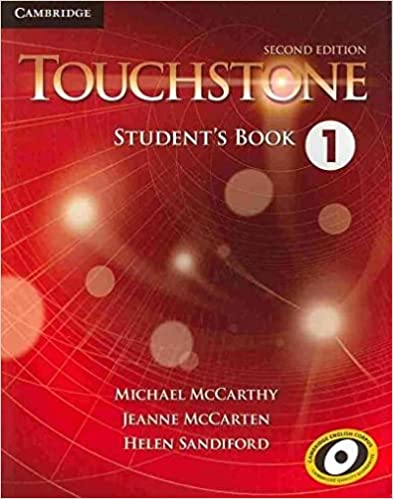 CAMBRIDGE
SECOND EDITION
TOUCHSTONE
STUDENT'S BOOK 1
MICHAEL MCCARTHY
JEANNE MCCARTEN
HELEN SANDIFORD
CAMBRIDGE ENGLISH CORPUS